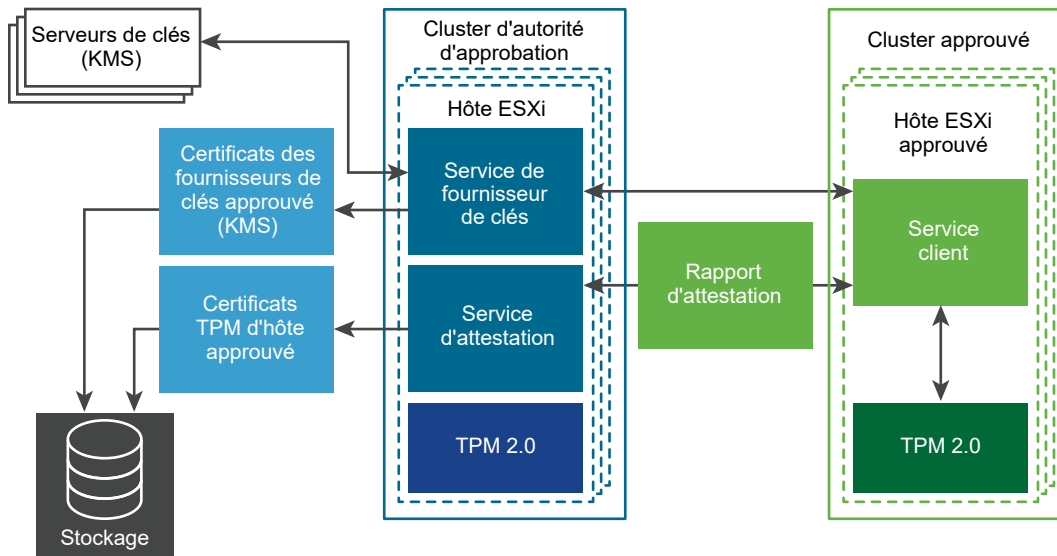 Serveurs de clés
(KMS)
Cluster d'autorité
d'approbation
Cluster approuvé
Hôte ESXi
Hôte ESXi
approuvé
Certificats des
fournisseurs de
clés approuvé
(KMS)
Service de
fournisseur
de clés
Service
client
Rapport
d'attestation
Certificats
TPM d'hôte
approuvé
Service
d'attestation
TPM 2.0
TPM 2.0
Stockage